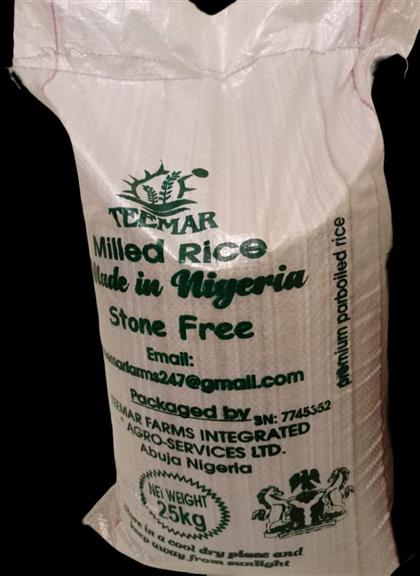 TEEMAR
Milled Rice
Made in Nigeria
Stone Free
Email:
teemarfarms247@gmail.com
Packaged by SN: 7745352
TEEMAR FARMS INTEGRATED
+ AGRO-SERVICES LTD.
Abuja Nigeria
NET WEIGHT
25kg
Store in a cool dry place and
keep away from sunlight
premium parboiled rice